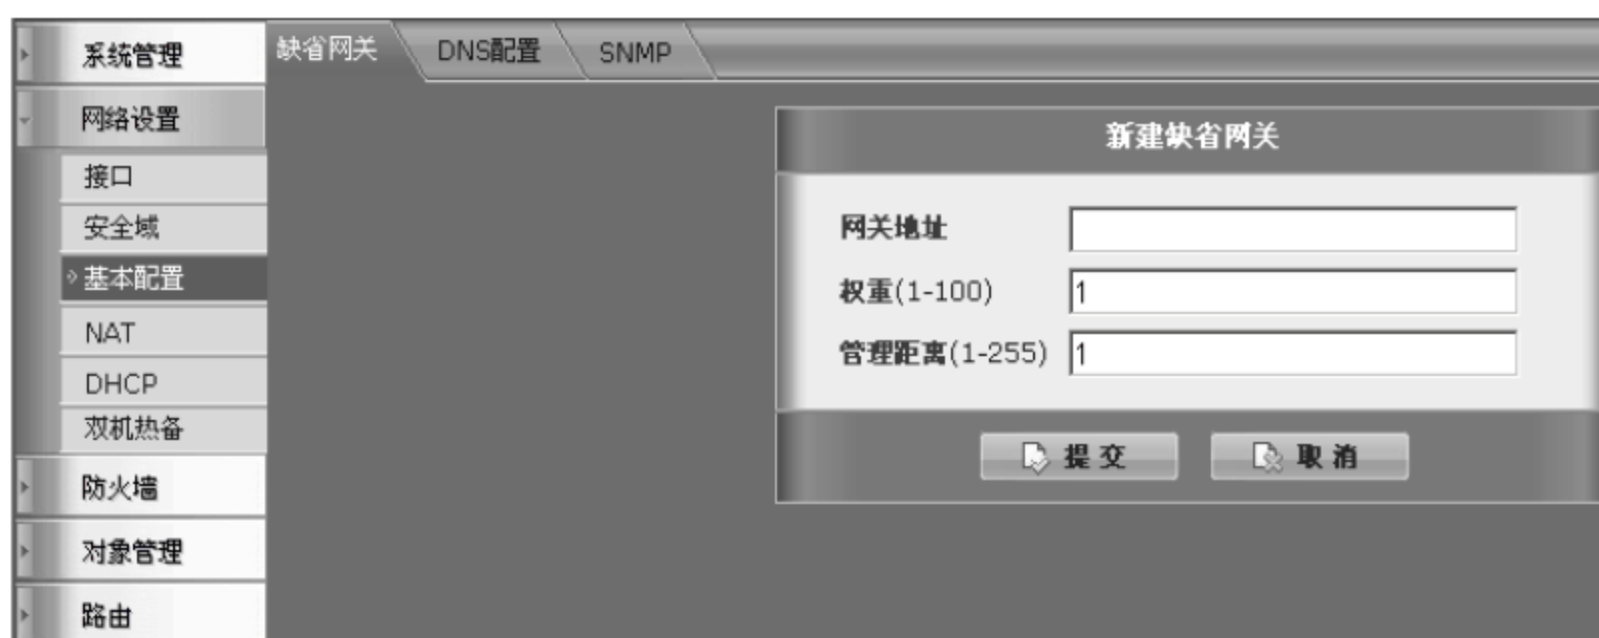 系统管理
网络设置
接口
安全域
基本配置
NAT
DHCP
双机热备
防火墙
对象管理
路由
缺省网关 DNS配置 SNMP
新建缺省网关
网关地址
权重(1-100) 1
管理距离(1-255) 1
提交 取消